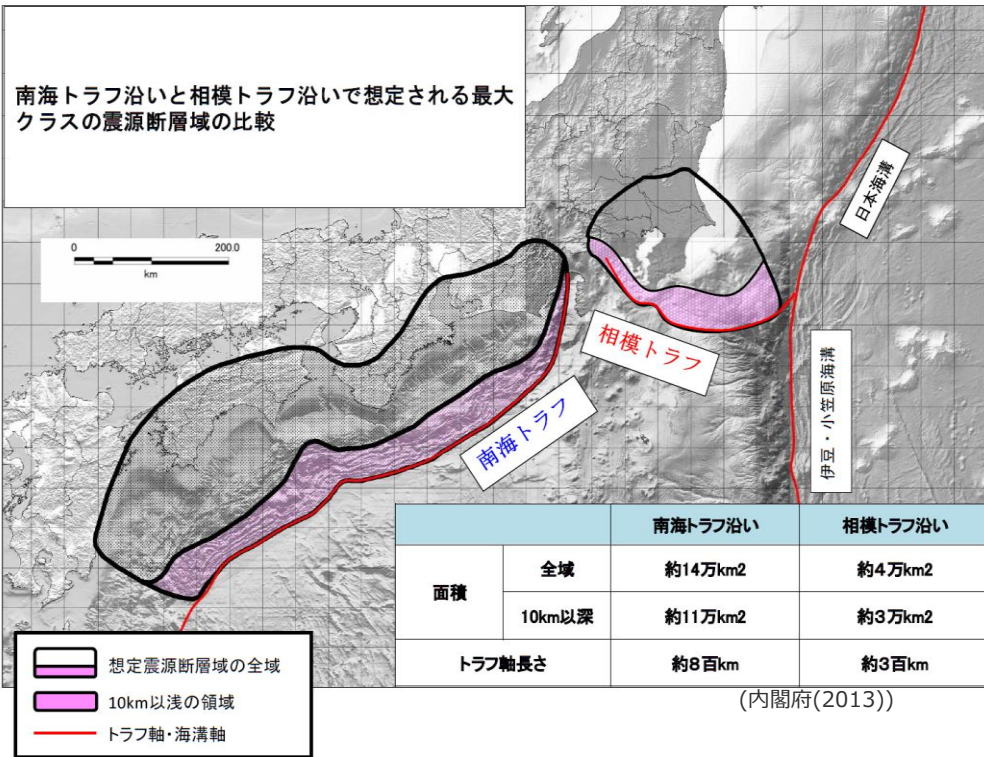 南海トラフ沿いと相模トラフ沿いで想定される最大
クラスの震源断層域の比較
0 200.0
km
日本海溝
相模トラフ
南海トラフ
伊豆・小笠原海溝
南海トラフ沿い 相模トラフ沿い
面積 全域 約14万km2 約4万km2
10km以深 約11万km2 約3万km2
トラフ軸長さ 約8百km 約3百km
(内閣府(2013))
想定震源断層域の全域
10km以浅の領域
トラフ軸・海溝軸